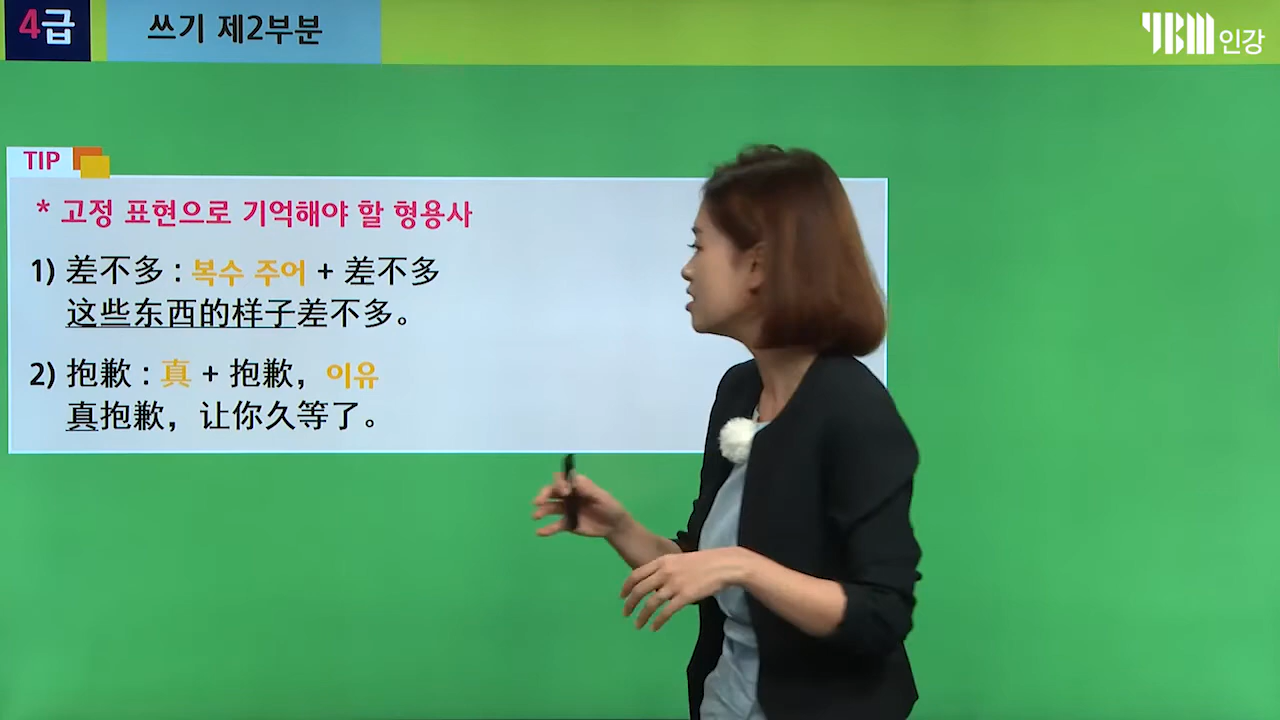 4급
쓰기 제2부분
YBM 인강
TIP
* 고정 표현으로 기억해야 할 형용사
1) 差不多 : 복수 주어 + 差不多
这些东西的样子差不多。
2) 抱歉 : 真 + 抱歉，이유
真抱歉，让你久等了。